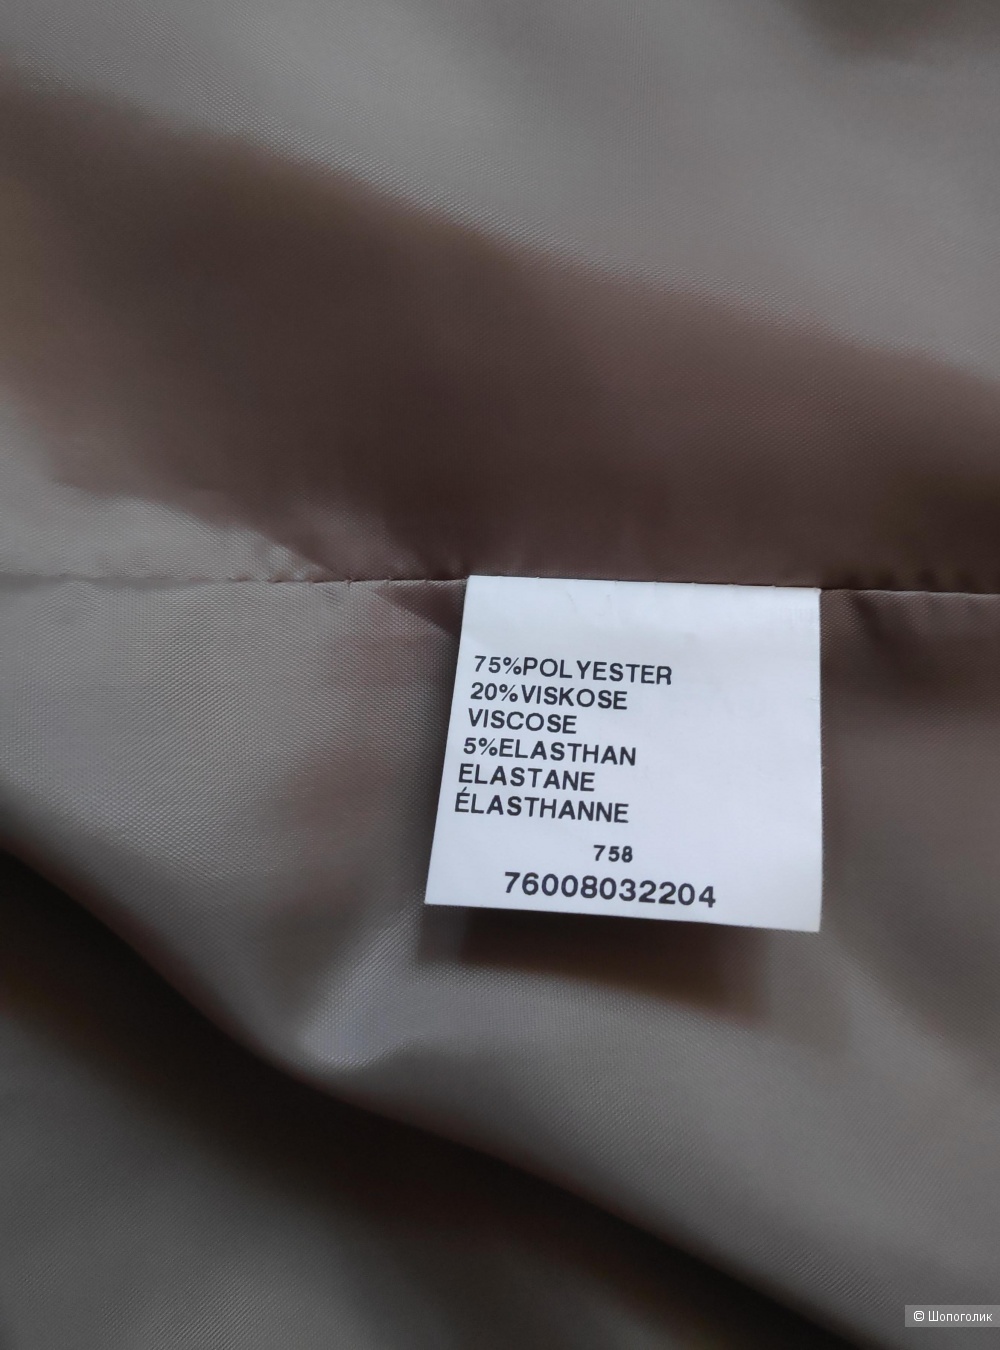 75%POLYESTER
20%VISKOSE
VISCOSE
5%ELASTHAN
ELASTANE
ÉLASTHANNE
758
76008032204
© Шопоголик